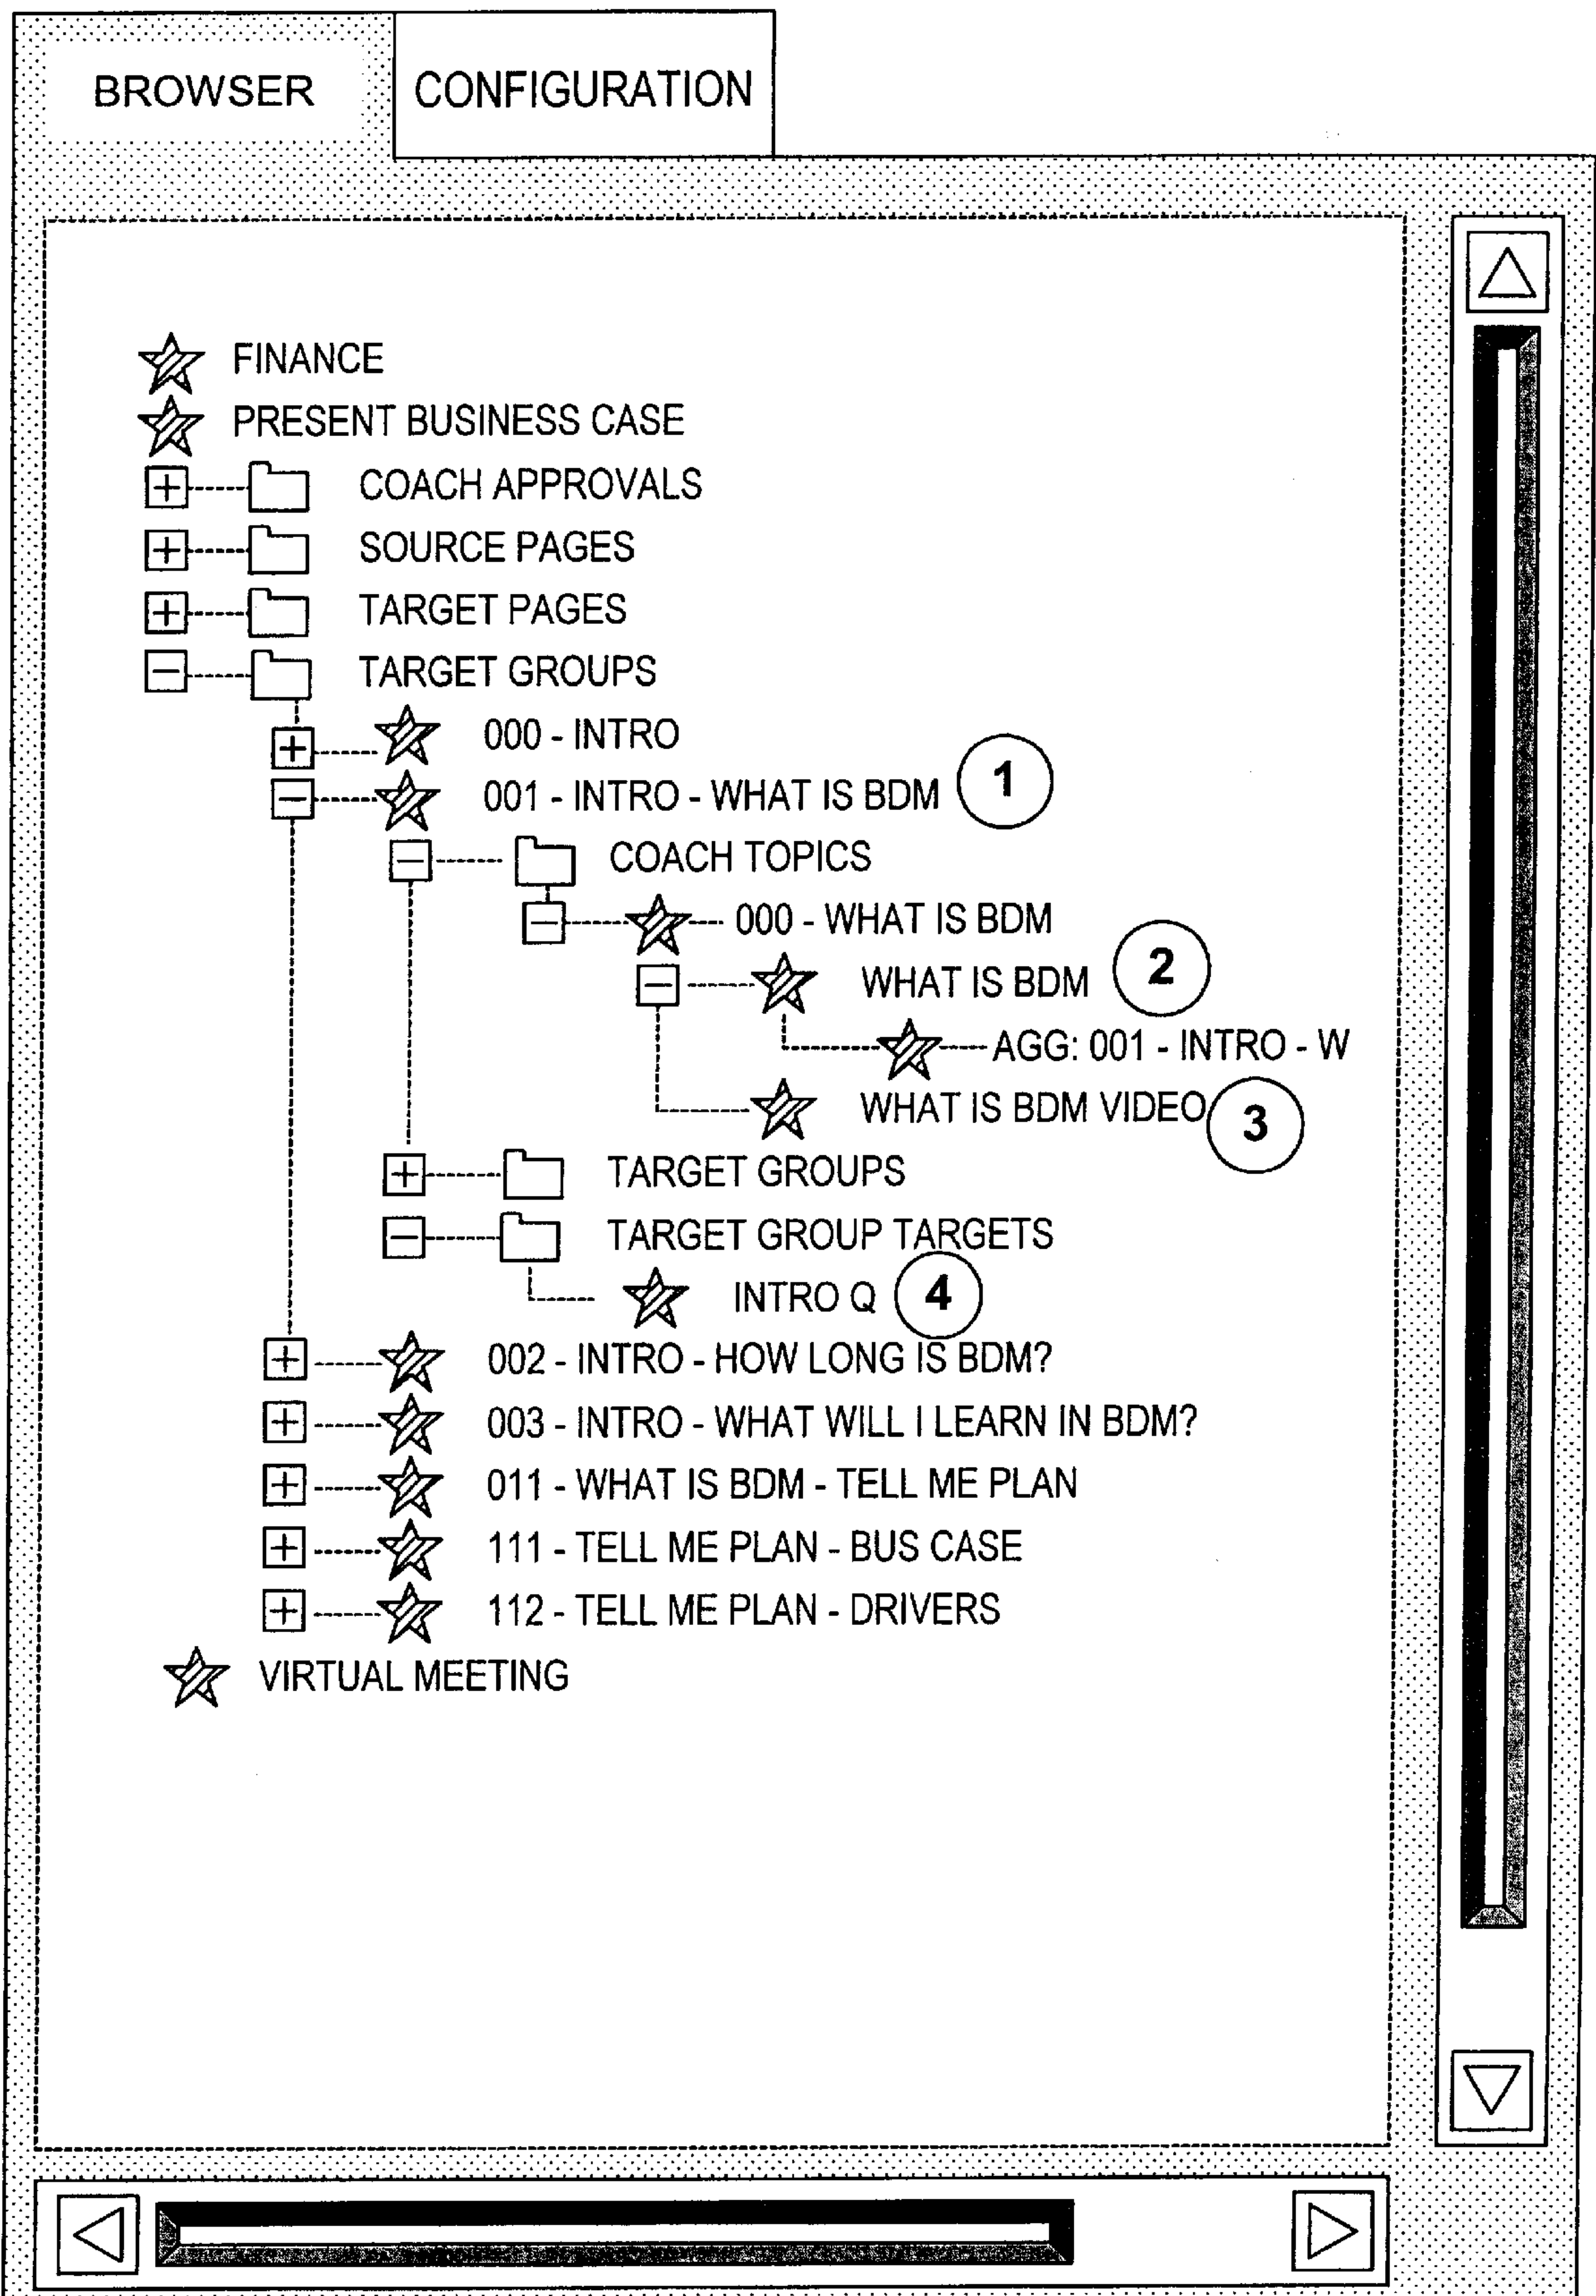 BROWSER CONFIGURATION
FINANCE
PRESENT BUSINESS CASE
COACH APPROVALS
SOURCE PAGES
TARGET PAGES
TARGET GROUPS
000 - INTRO
001 - INTRO - WHAT IS BDM 1
COACH TOPICS
000 - WHAT IS BDM
WHAT IS BDM 2
AGG: 001 - INTRO - W
WHAT IS BDM VIDEO 3
TARGET GROUPS
TARGET GROUP TARGETS
INTRO Q 4
002 - INTRO - HOW LONG IS BDM?
003 - INTRO - WHAT WILL I LEARN IN BDM?
011 - WHAT IS BDM - TELL ME PLAN
111 - TELL ME PLAN - BUS CASE
112 - TELL ME PLAN - DRIVERS
VIRTUAL MEETING